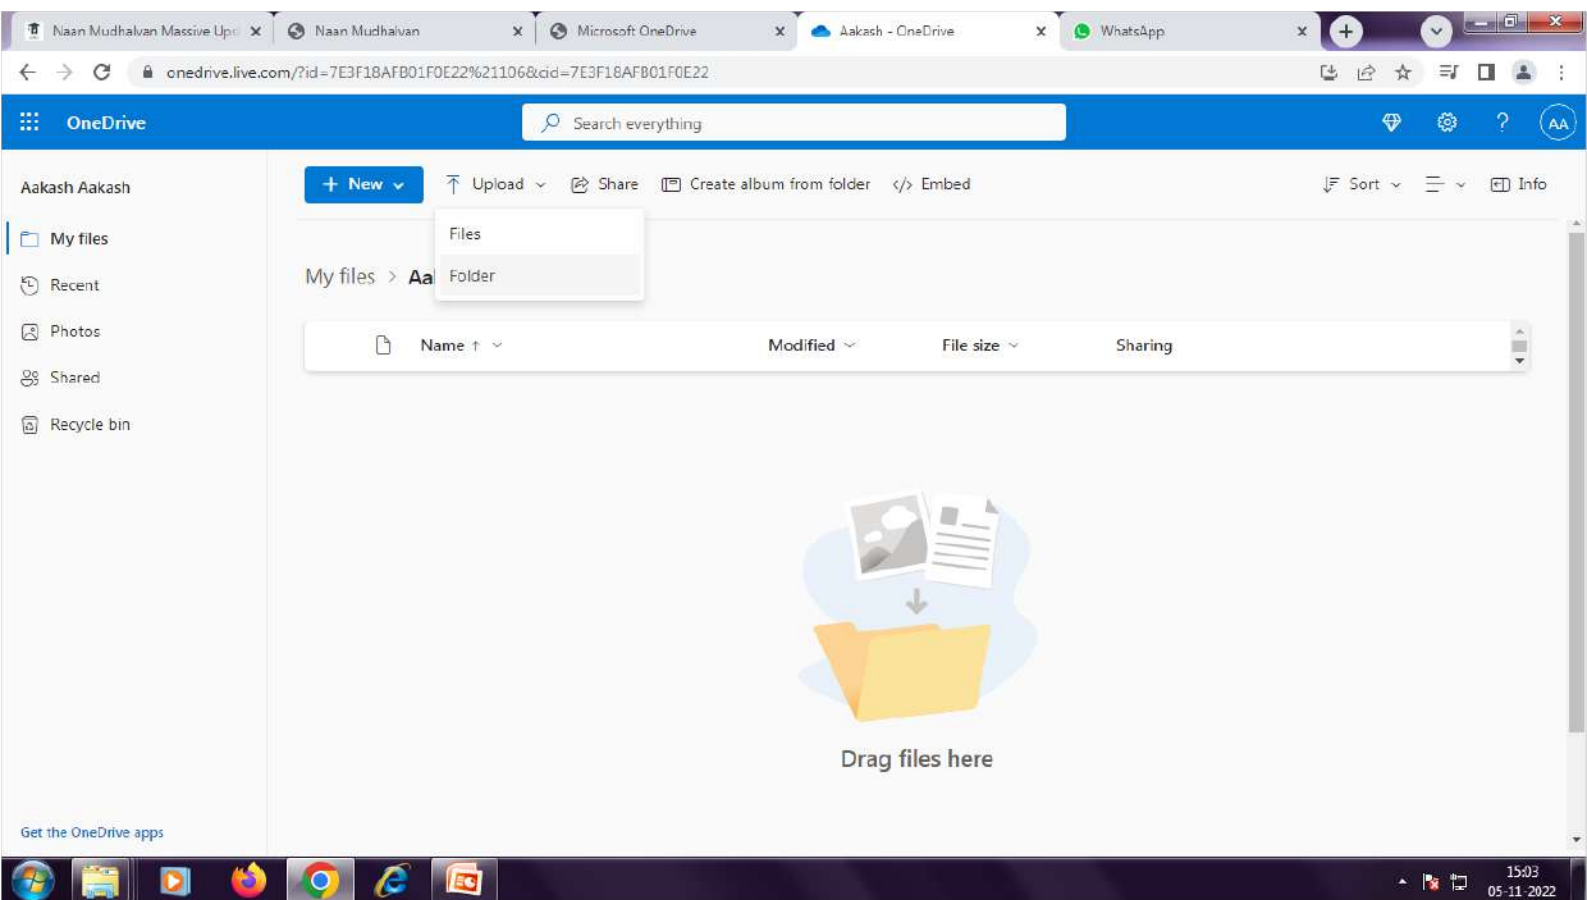 Naan Mudhalvan Massive Up
Naan Mudhalvan
Microsoft OneDrive
Aakash - OneDrive
WhatsApp
onedrive.live.com/?id=7E3F18AFB01F0E22%21106&cid=7E3F18AFB01F0E22
OneDrive
Search everything
AA
Aakash Aakash
New
Upload
Share
Create album from folder
Embed
Sort
Info
My files
Recent
Photos
Shared
Recycle bin
Files
Folder
My files > Aa
Name ↑
Modified
File size
Sharing
Drag files here
Get the OneDrive apps
15:03
05-11-2022